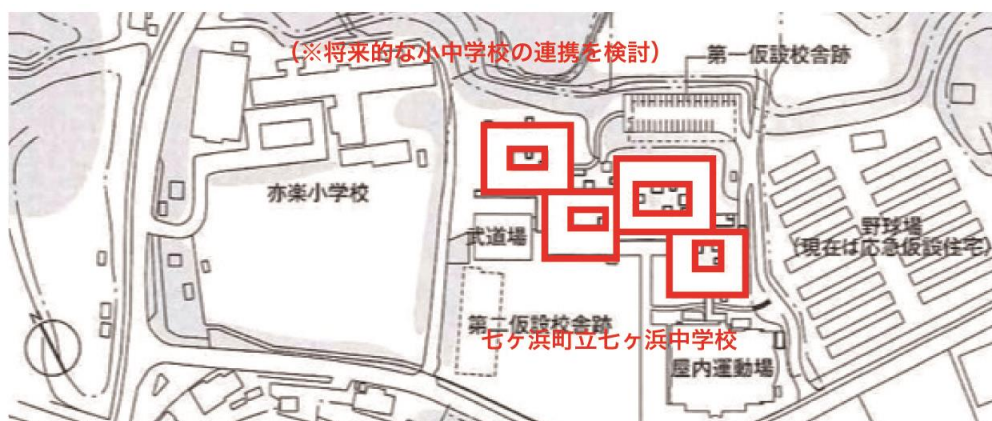 (※将来的な小中学校の連携を検討)
第一仮設校舎跡
亦楽小学校
武道場
野球場
(現在は応急仮設住宅)
第二仮設校舎跡
七ヶ浜町立七ヶ浜中学校
屋内運動場
N